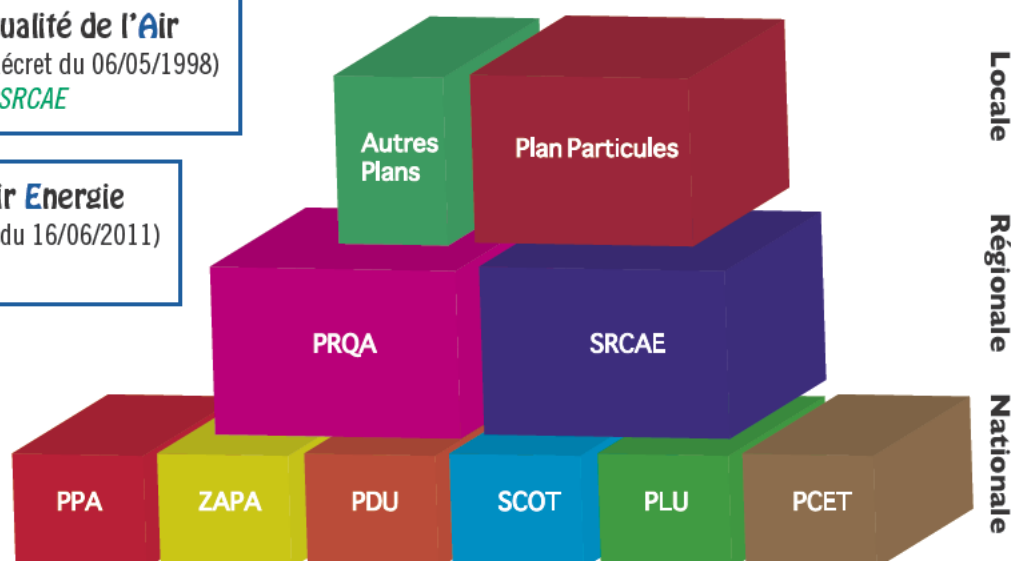 ualité de l'Air
écret du 06/05/1998)
SRCAE
ir Energie
du 16/06/2011)
Autres
Plans
Plan Particules
Locale
PRQA
SRCAE
Régionale
PPA
ZAPA
PDU
SCOT
PLU
PCET
Nationale